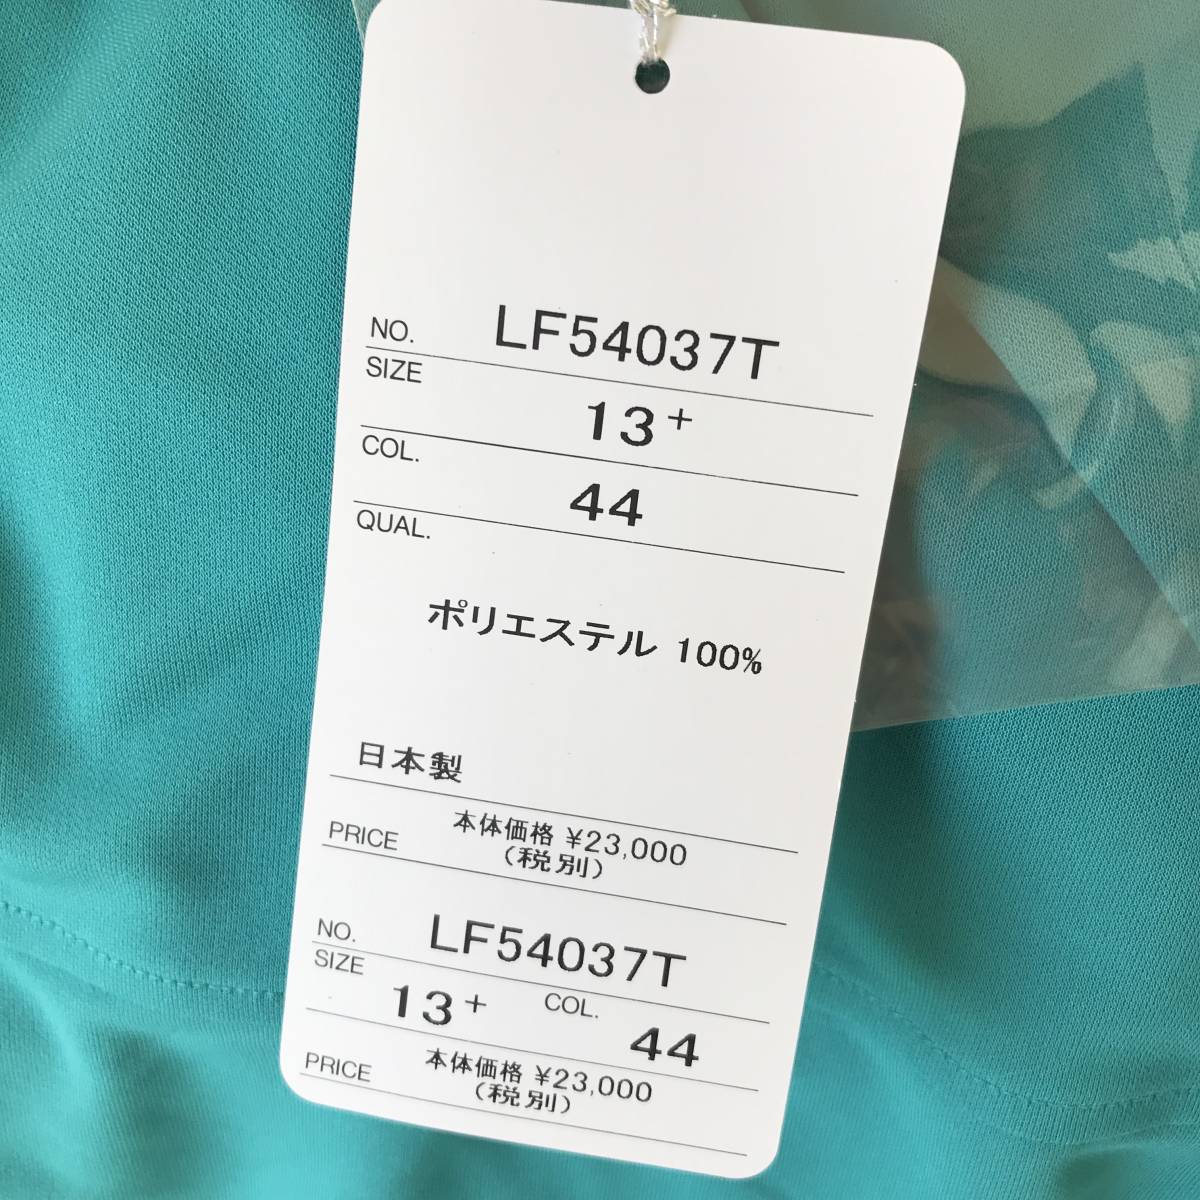 NO. LF54037T
SIZE 13+
COL. 44
QUAL.
ポリエステル 100%
日本製
PRICE 本体価格 ¥23,000
(税別)
NO. LF54037T
SIZE 13+ COL. 44
PRICE 本体価格 ¥23,000
(税別)